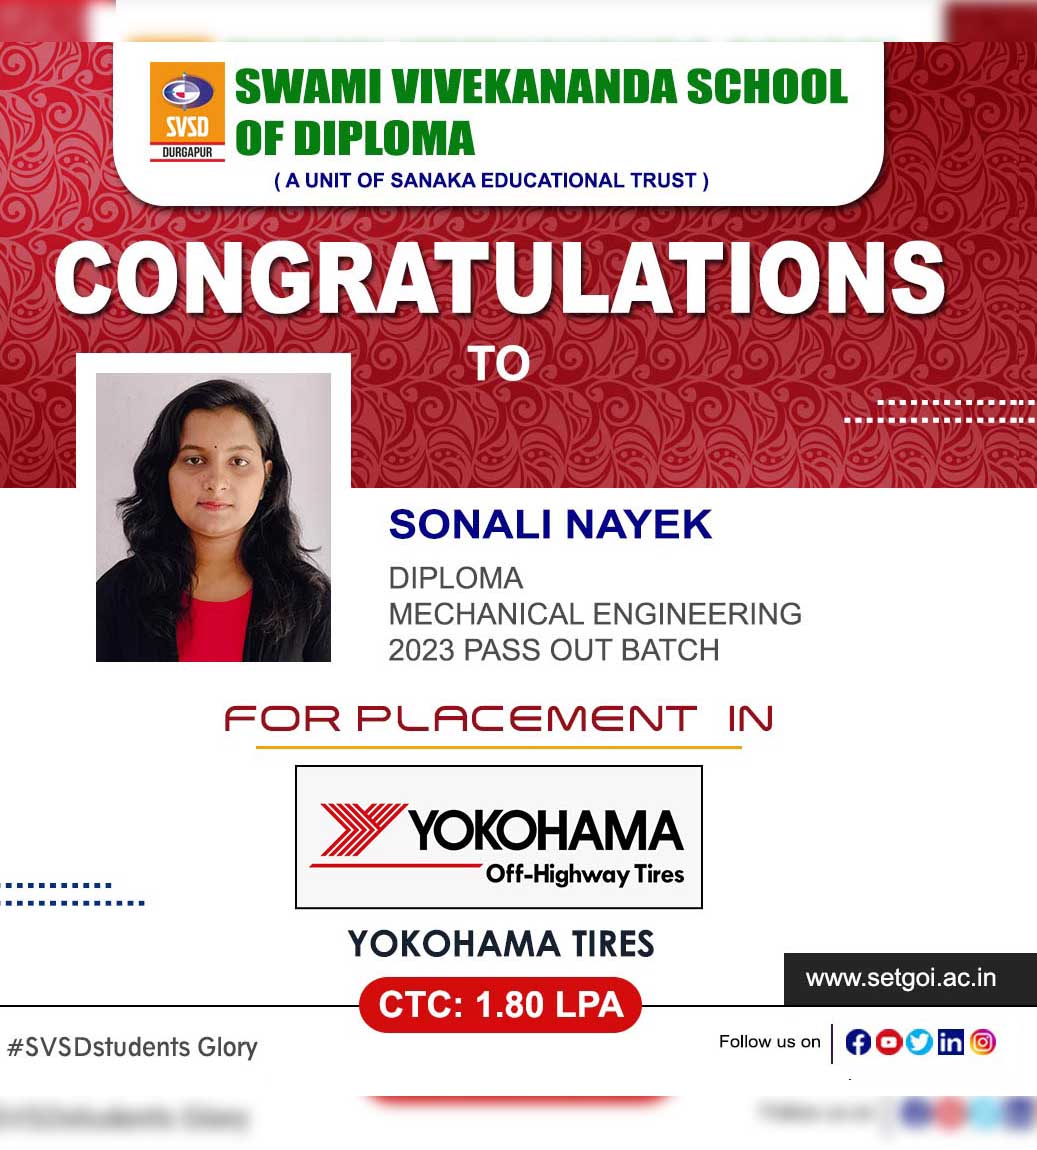 SVSD
DURGAPUR
SWAMI VIVEKANANDA SCHOOL
OF DIPLOMA
( A UNIT OF SANAKA EDUCATIONAL TRUST )
CONGRATULATIONS
TO
SONALI NAYEK
DIPLOMA
MECHANICAL ENGINEERING
2023 PASS OUT BATCH
FOR PLACEMENT IN
YOKOHAMA
Off-Highway Tires
YOKOHAMA TIRES
CTC: 1.80 LPA
www.setgoi.ac.in
#SVSDstudents Glory
Follow us on